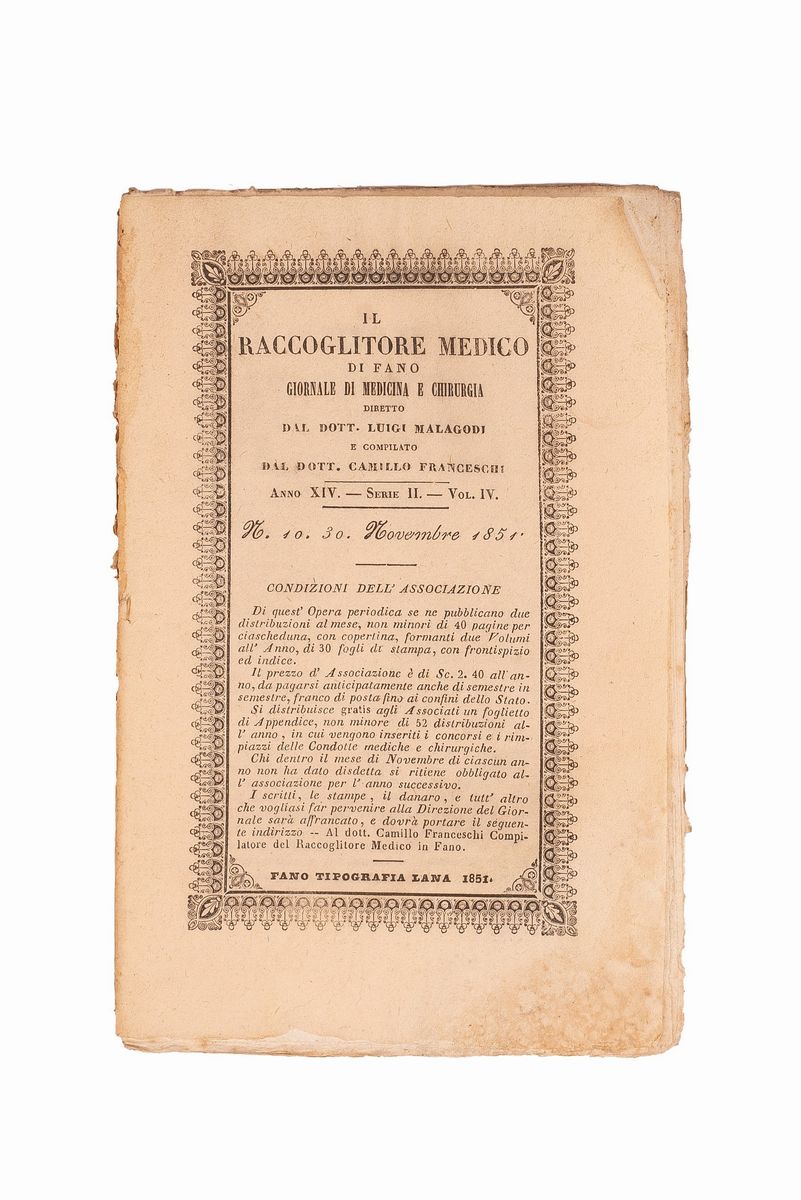 IL
RACCOGLITORE MEDICO
DI FANO
GIORNALE DI MEDICINA E CHIRURGIA
DIRETTO
DAL DOTT. LUIGI MALAGODI
E COMPILATO
DAL DOTT. CAMILLO FRANCESCHI
ANNO XIV. — SERIE II. — VOL. IV.
N. 10. 30. Novembre 1851.
CONDIZIONI DELL' ASSOCIAZIONE
Di quest' Opera periodica se ne pubblicano due
distribuzioni al mese, non minori di 40 pagine per
ciascheduna, con copertina, formanti due Volumi
all' Anno, di 30 fogli di stampa, con frontispizio
ed indice.
Il prezzo d' Associazione è di Sc. 2. 40 all' an-
no, da pagarsi anticipatamente anche di semestre in
semestre, franco di posta fino ai confini dello Stato.
Si distribuisce gratis agli Associati un foglietto
di Appendice, non minore di 52 distribuzioni al-
l' anno, in cui vengono inseriti i concorsi e i rim-
piazzi delle Condotte mediche e chirurgiche.
Chi dentro il mese di Novembre di ciascun an-
no non ha dato disdetta si ritiene obbligato al-
l' associazione per l' anno successivo.
I scritti, le stampe, il danaro, e tutt' altro
che vogliasi far pervenire alla Direzione del Gior-
nale sarà affrancato, e dovrà portare il seguen-
te indirizzo -- Al dott. Camillo Franceschi Compi-
latore del Raccoglitore Medico in Fano.
FANO TIPOGRAFIA LANA 1851.